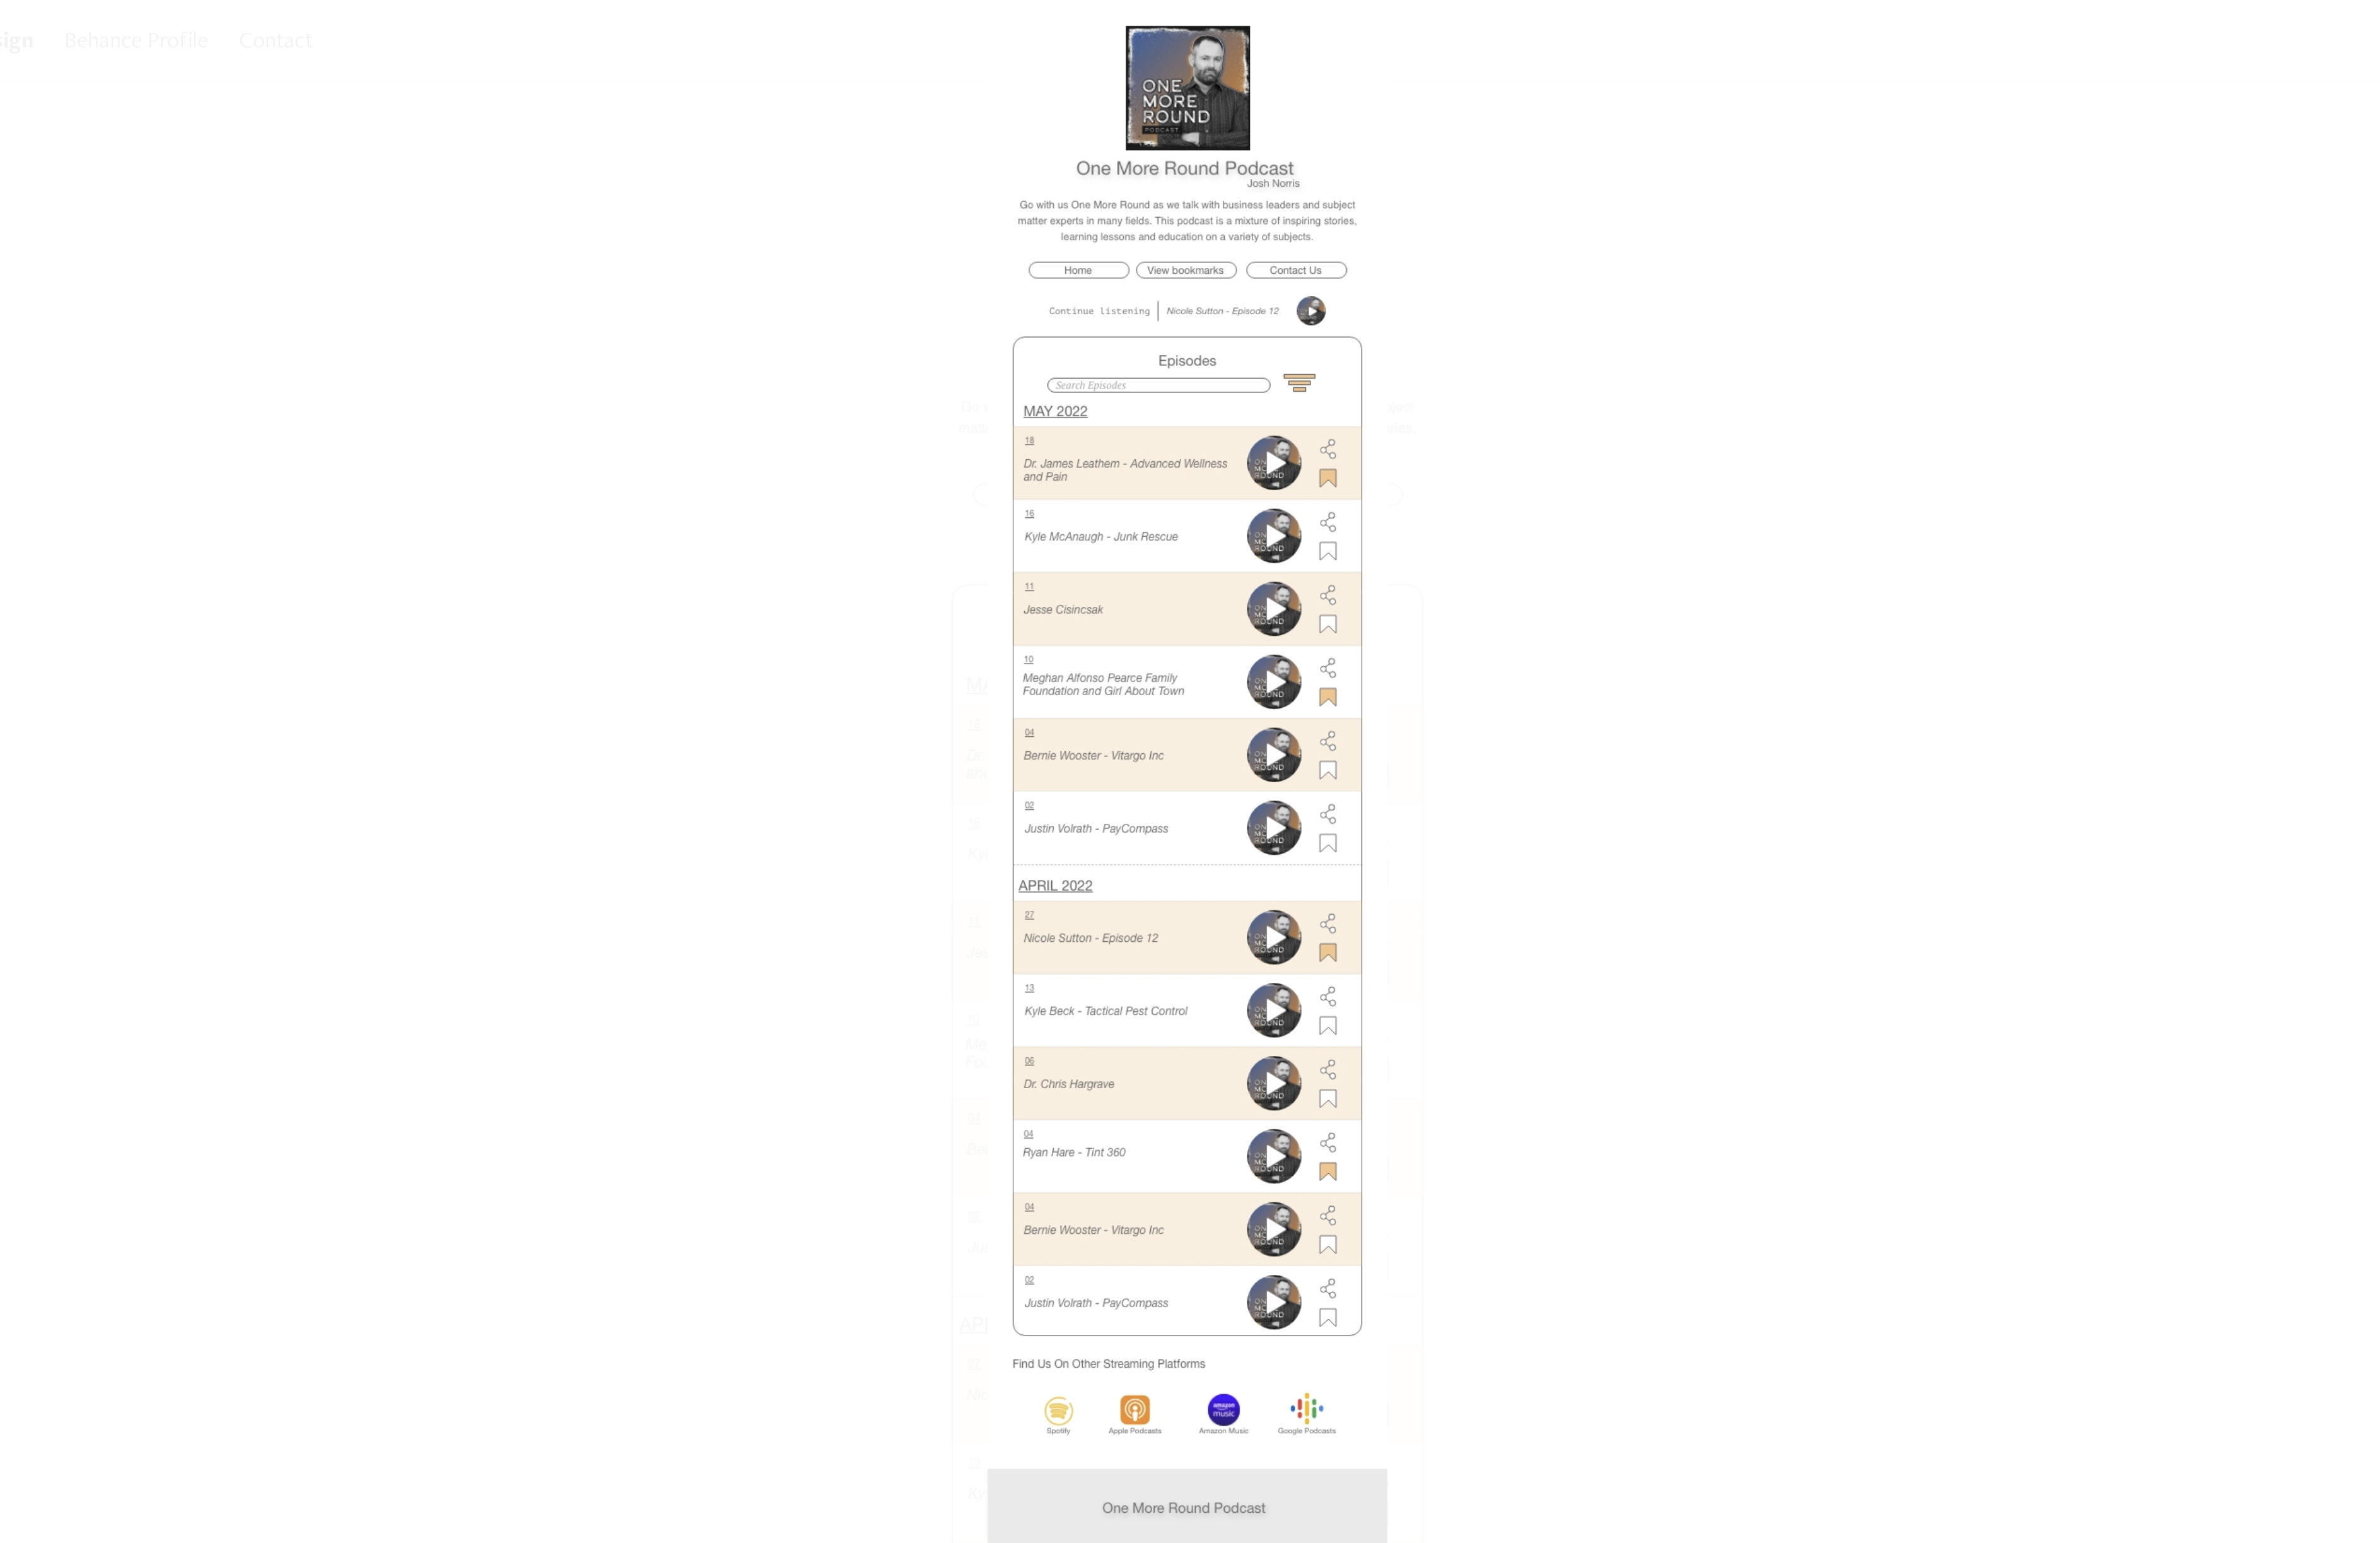 Behance Profile
Contact
ONE
MORE
ROUND
PODCAST
One More Round Podcast
Josh Norris
Go with us One More Round as we talk with business leaders and subject
matter experts in many fields. This podcast is a mixture of inspiring stories,
learning lessons and education on a variety of subjects.
Home
View bookmarks
Contact Us
Continue listening
Nicole Sutton - Episode 12
Episodes
Search Episodes
MAY 2022
18
Dr. James Leathem - Advanced Wellness
and Pain
16
Kyle McAnaugh - Junk Rescue
11
Jesse Cisincsak
10
Meghan Alfonso Pearce Family
Foundation and Girl About Town
04
Bernie Wooster - Vitargo Inc
02
Justin Volrath - PayCompass
APRIL 2022
27
Nicole Sutton - Episode 12
13
Kyle Beck - Tactical Pest Control
06
Dr. Chris Hargrave
04
Ryan Hare - Tint 360
04
Bernie Wooster - Vitargo Inc
02
Justin Volrath - PayCompass
Find Us On Other Streaming Platforms
amazon
music
Spotify
Apple Podcasts
Amazon Music
Google Podcasts
One More Round Podcast